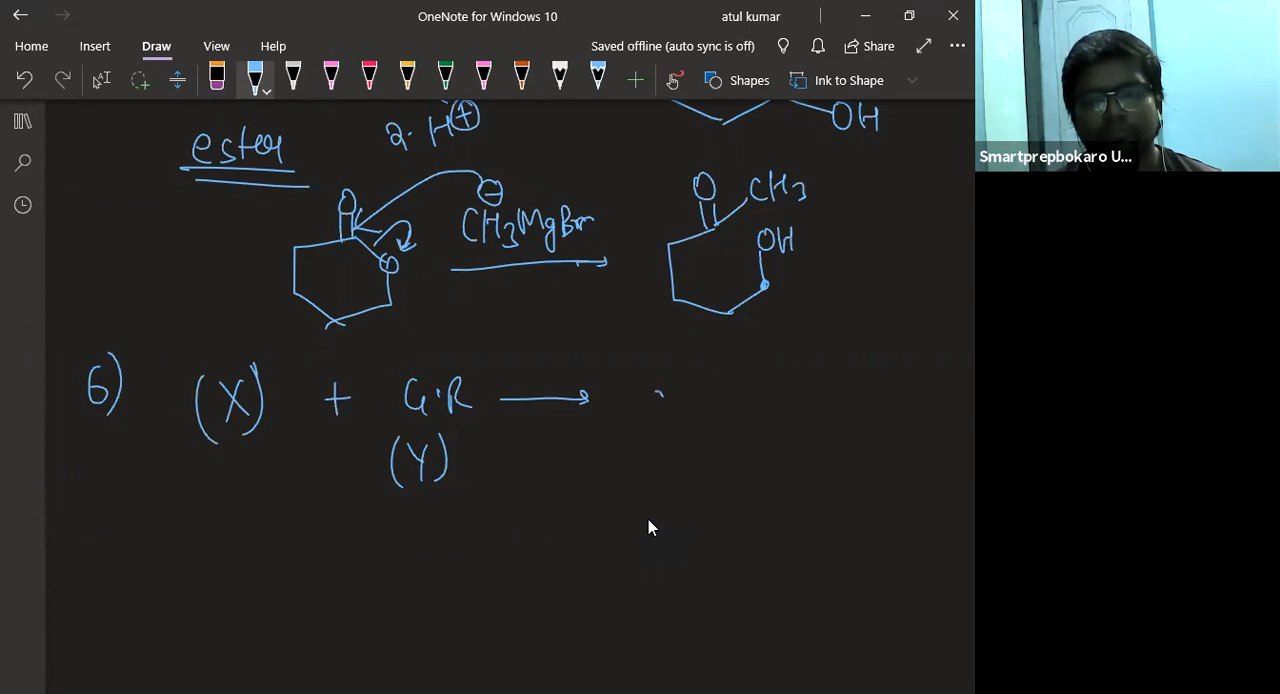 OneNote for Windows 10
atul kumar
Home Insert Draw View Help
Saved offline (auto sync is off)
Share
Shapes
Ink to Shape
Smartprepbokaro U...
2. H⊕
OH
ester
O
O
⊖
CH3MgBr
O
CH3
OH
6) (X) + G.R
(Y)